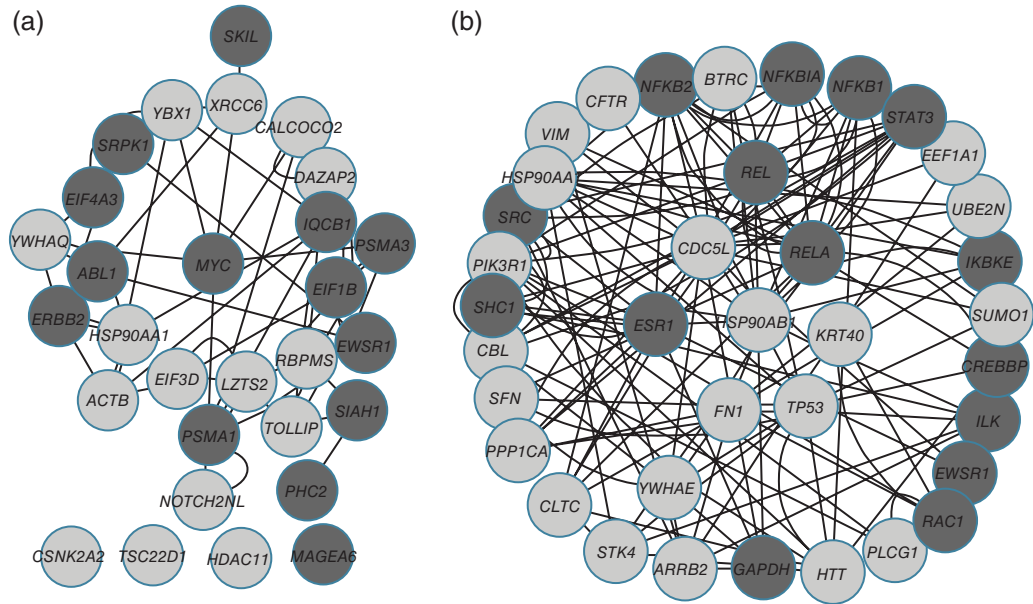 (a)
SKIL
YBX1
XRCC6
CALCOCO2
SRPK1
DAZAP2
EIF4A3
IQCB1
YWHAQ
PSMA3
ABL1
MYC
EIF1B
ERBB2
HSP90AA1
EWSR1
EIF3D
LZTS2
RBPMS
ACTB
SIAH1
PSMA1
TOLLIP
NOTCH2NL
PHC2
CSNK2A2
TSC22D1
HDAC11
MAGEA6
(b)
NFKB2
BTRC
NFKBIA
NFKB1
CFTR
STAT3
VIM
EEF1A1
HSP90AA
REL
SRC
UBE2N
CDC5L
RELA
PIK3R1
IKBKE
SHC1
ESR1
HSP90AB1
KRT40
SUMO1
CBL
CREBBP
SFN
FN1
TP53
ILK
PPP1CA
EWSR1
YWHAE
CLTC
RAC1
STK4
ARRB2
GAPDH
HTT
PLCG1